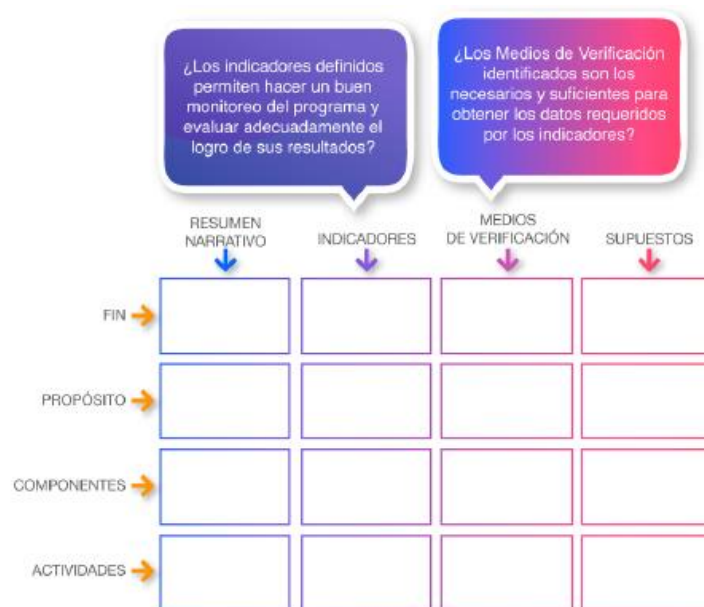 ¿Los indicadores definidos
permiten hacer un buen
monitoreo del programa y
evaluar adecuadamente el
logro de sus resultados?
¿Los Medios de Verificación
identificados son los
necesarios y suficientes para
obtener los datos requeridos
por los indicadores?
RESUMEN
NARRATIVO
INDICADORES
MEDIOS
DE VERIFICACIÓN
SUPUESTOS
FIN
PROPÓSITO
COMPONENTES
ACTIVIDADES